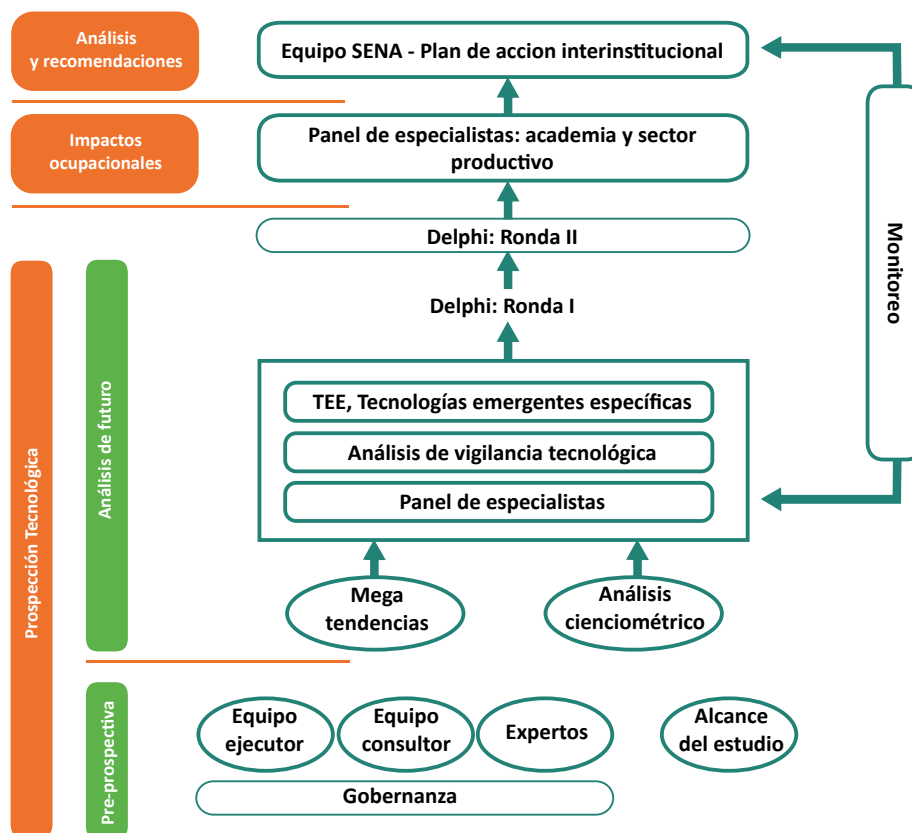 Análisis
y recomendaciones
Equipo SENA - Plan de accion interinstitucional
Impactos
ocupacionales
Panel de especialistas: academia y sector
productivo
Delphi: Ronda II
Delphi: Ronda I
Monitoreo
Prospección Tecnológica
Análisis de futuro
TEE, Tecnologías emergentes específicas
Análisis de vigilancia tecnológica
Panel de especialistas
Mega
tendencias
Análisis
cienciométrico
Pre-prospectiva
Equipo
ejecutor
Equipo
consultor
Expertos
Alcance
del estudio
Gobernanza